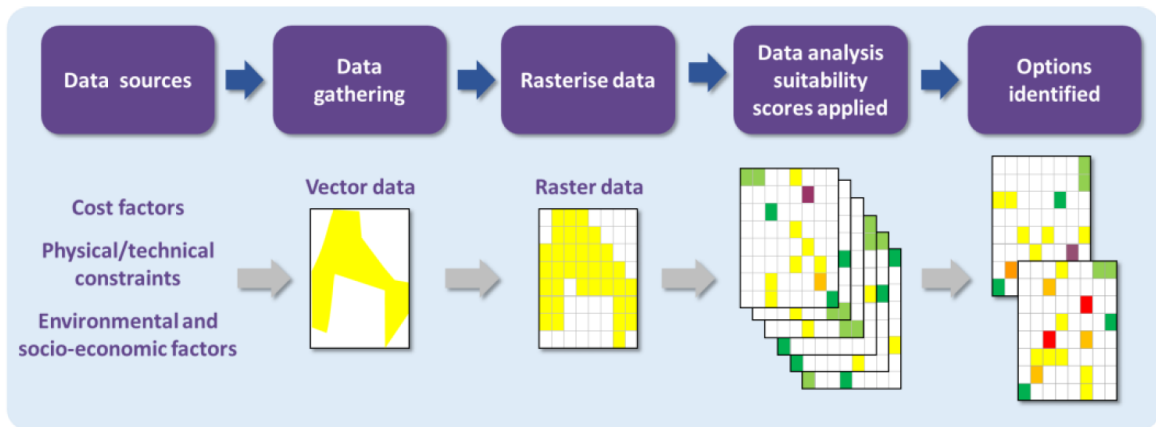 Data sources
Data
gathering
Rasterise data
Data analysis
suitability
scores applied
Options
identified
Cost factors
Physical/technical
constraints
Environmental and
socio-economic factors
Vector data
Raster data